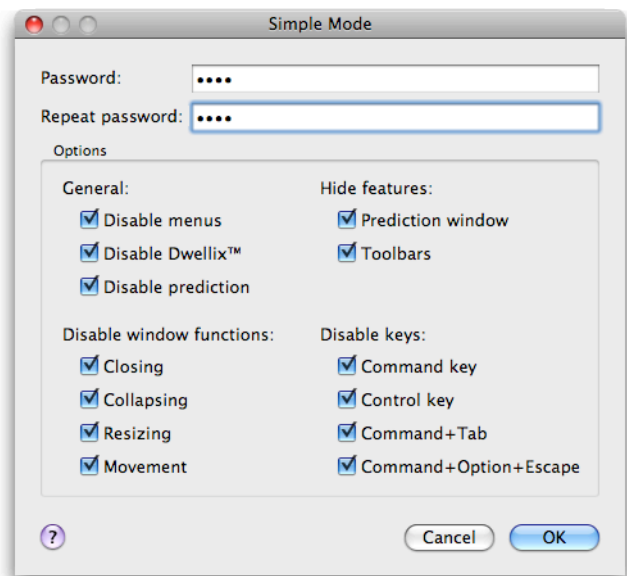 Simple Mode
Password: ••••
Repeat password: ••••
Options
General:
Disable menus
Disable Dwellix™
Disable prediction
Hide features:
Prediction window
Toolbars
Disable window functions:
Closing
Collapsing
Resizing
Movement
Disable keys:
Command key
Control key
Command+Tab
Command+Option+Escape
?
Cancel
OK